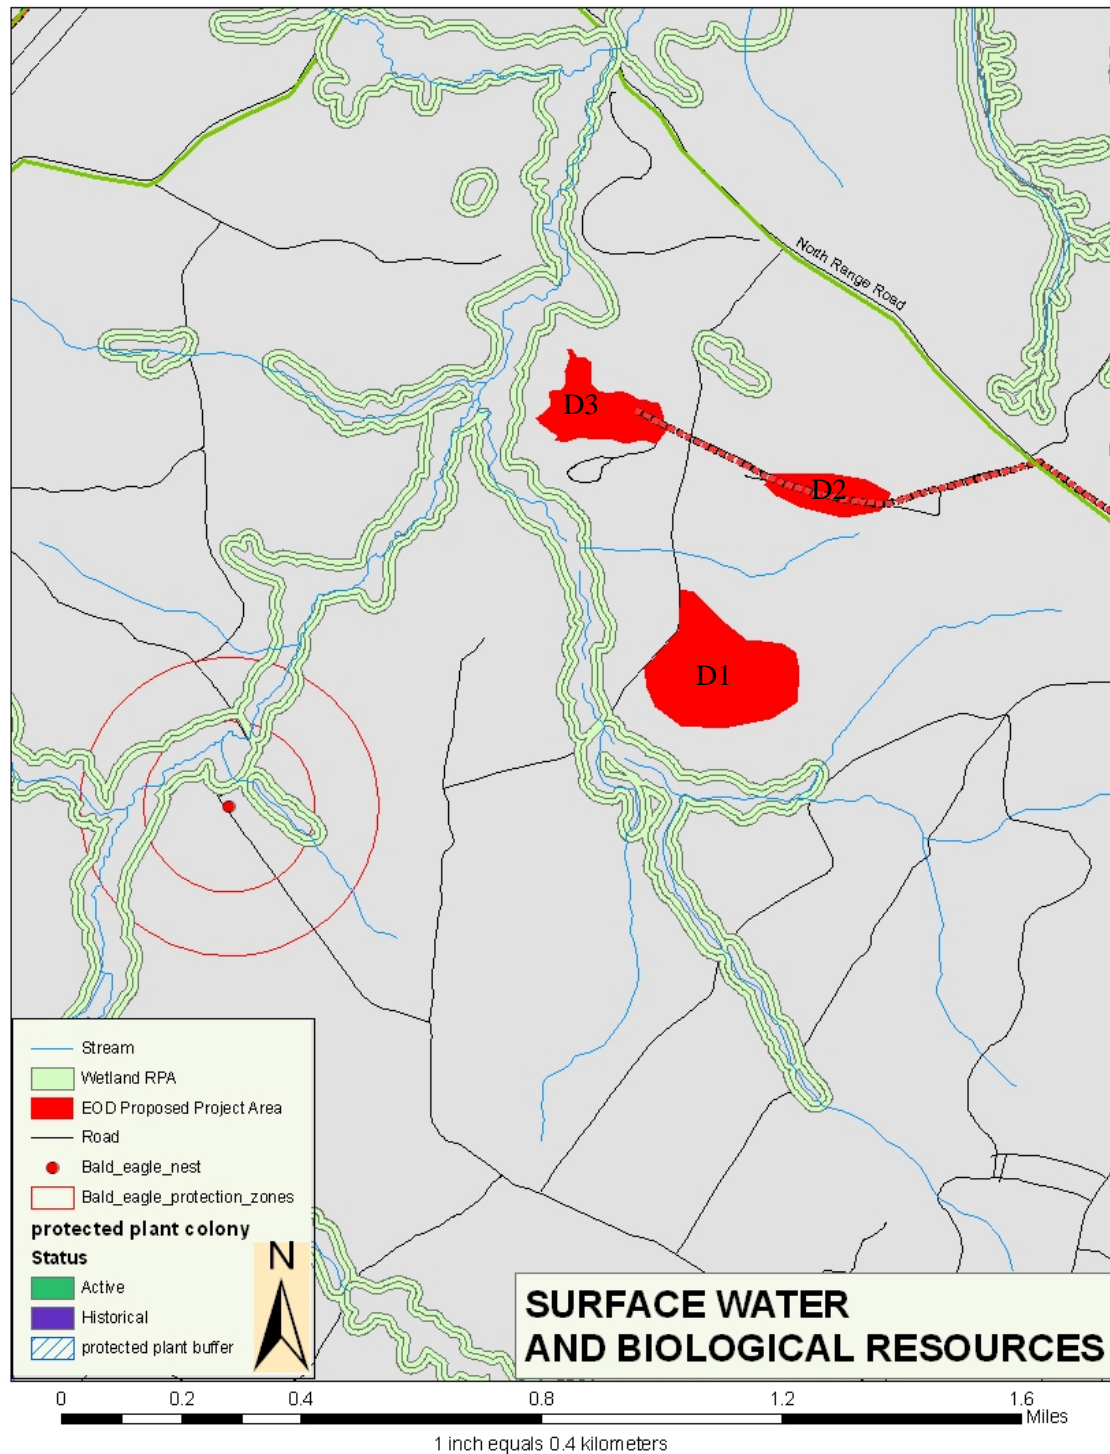 North Range Road
D3
D2
D1
Stream
Wetland RPA
EOD Proposed Project Area
Road
Bald_eagle_nest
Bald_eagle_protection_zones
protected plant colony
Status
Active
Historical
protected plant buffer
N
SURFACE WATER
AND BIOLOGICAL RESOURCES
0 0.2 0.4 0.8 1.2 1.6
Miles
1 inch equals 0.4 kilometers